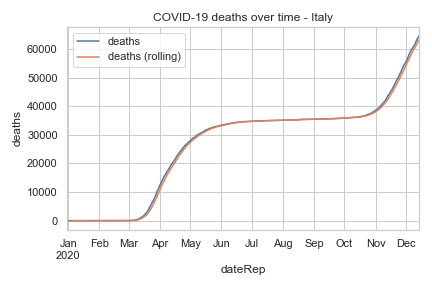 COVID-19 deaths over time - Italy
deaths
deaths (rolling)
60000
50000
40000
30000
20000
10000
0
deaths
Jan Feb Mar Apr May Jun Jul Aug Sep Oct Nov Dec
2020
dateRep